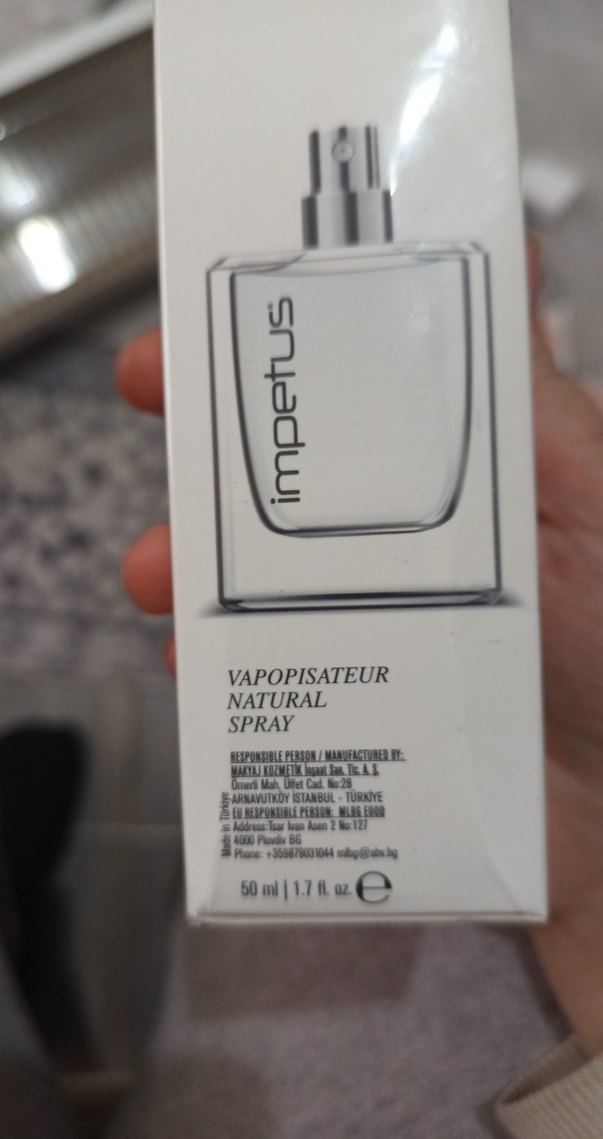 impetus
VAPOPISATEUR
NATURAL
SPRAY
RESPONSIBLE PERSON / MANUFACTURED BY:
MAKYAJ KOZMETİK İnşaat San. Tic. A. Ş.
Ömerli Mah. Ülfet Cad. No:28
ARNAVUTKÖY İSTANBUL - TÜRKİYE
EU RESPONSIBLE PERSON: MLBG EOOD
Address:Tsar Ivan Asen 2 No:127
4000 Plovdiv BG
Phone: +359879031044 mlbg@abv.bg
Made in Türkiye
50 ml | 1.7 fl. oz. e